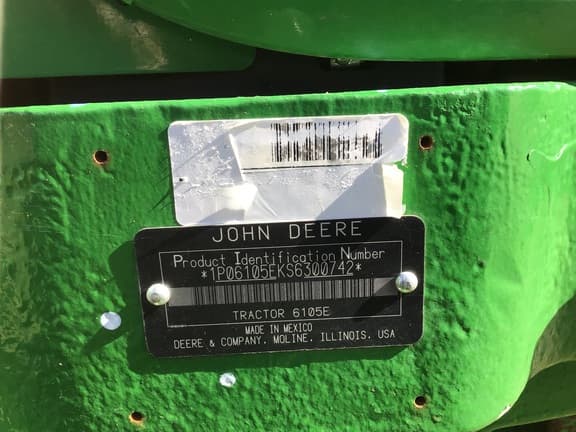 JOHN DEERE
Product Identification Number
*1P06105EKS6300742*
TRACTOR 6105E
MADE IN MEXICO
DEERE & COMPANY. MOLINE. ILLINOIS. USA